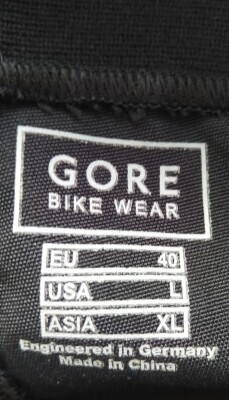 GORE
BIKE WEAR
EU 40
USA L
ASIA XL
Engineered in Germany
Made in China